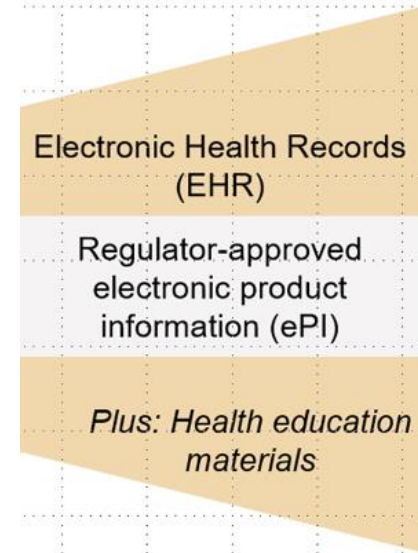 Electronic Health Records
(EHR)
Regulator-approved
electronic product
information (ePI)
Plus: Health education
materials